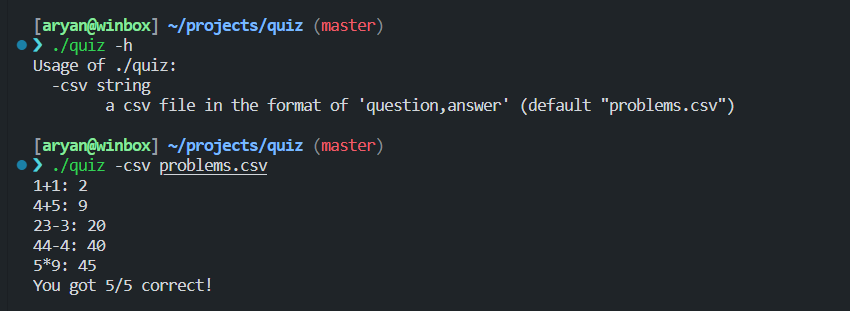 [aryan@winbox] ~/projects/quiz (master)
❯ ./quiz -h
Usage of ./quiz:
  -csv string
        a csv file in the format of 'question,answer' (default "problems.csv")
[aryan@winbox] ~/projects/quiz (master)
❯ ./quiz -csv problems.csv
1+1: 2
4+5: 9
23-3: 20
44-4: 40
5*9: 45
You got 5/5 correct!